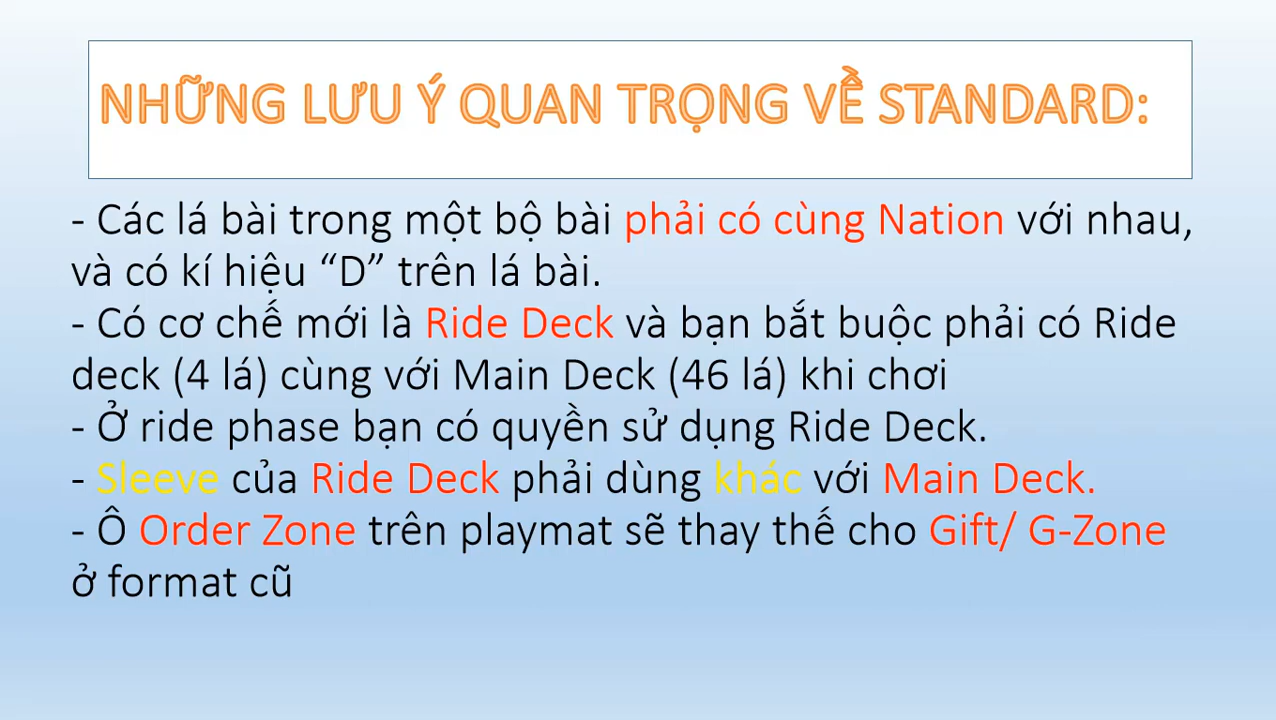 NHỮNG LƯU Ý QUAN TRỌNG VỀ STANDARD:
- Các lá bài trong một bộ bài phải có cùng Nation với nhau,
và có kí hiệu “D” trên lá bài.
- Có cơ chế mới là Ride Deck và bạn bắt buộc phải có Ride
deck (4 lá) cùng với Main Deck (46 lá) khi chơi
- Ở ride phase bạn có quyền sử dụng Ride Deck.
- Sleeve của Ride Deck phải dùng khác với Main Deck.
- Ô Order Zone trên playmat sẽ thay thế cho Gift/ G-Zone
ở format cũ